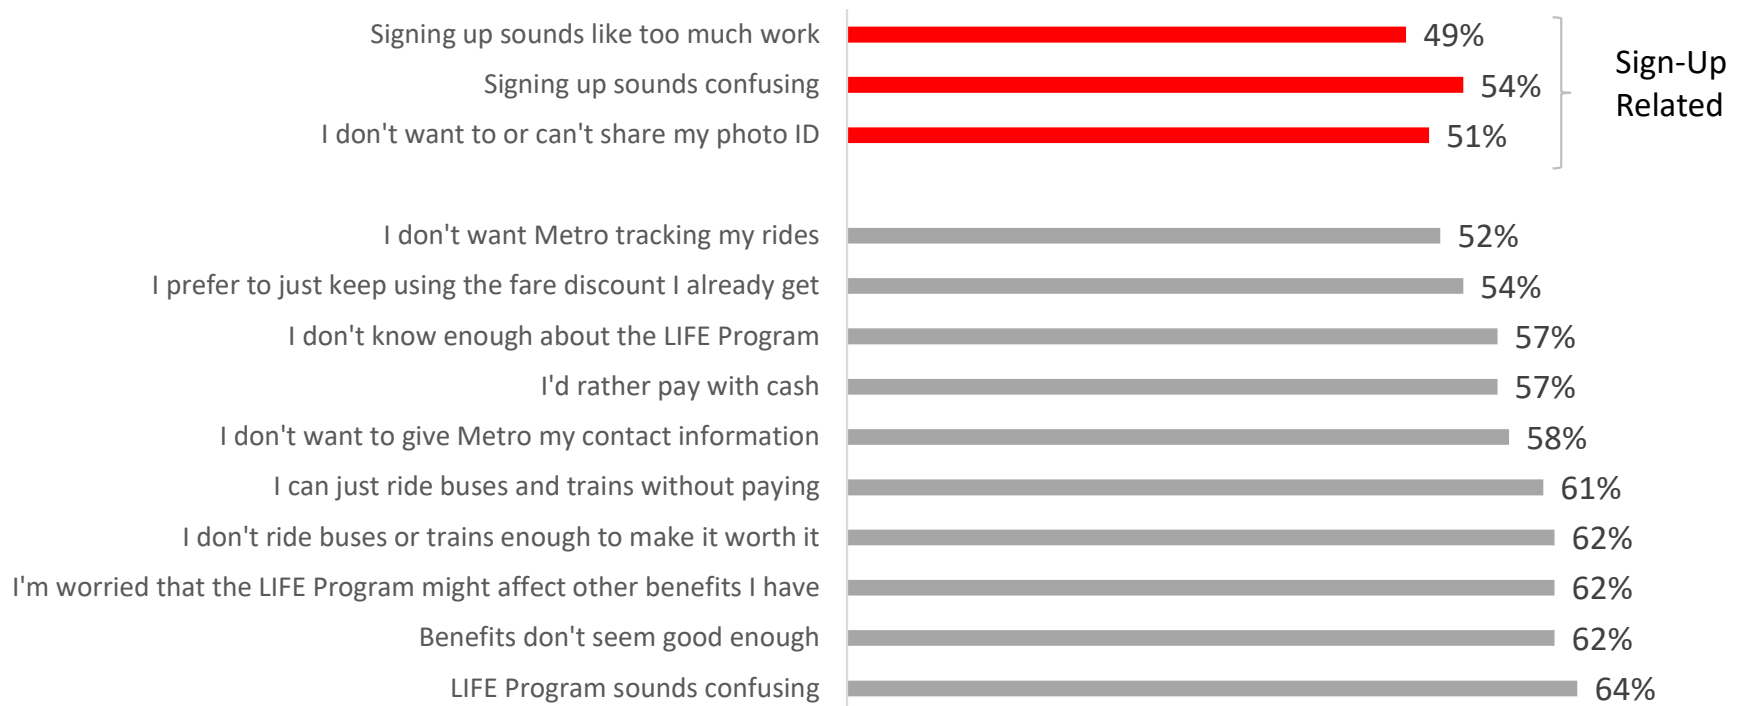 Signing up sounds like too much work 49%
Signing up sounds confusing 54%
I don't want to or can't share my photo ID 51%
Sign-Up
Related
I don't want Metro tracking my rides 52%
I prefer to just keep using the fare discount I already get 54%
I don't know enough about the LIFE Program 57%
I'd rather pay with cash 57%
I don't want to give Metro my contact information 58%
I can just ride buses and trains without paying 61%
I don't ride buses or trains enough to make it worth it 62%
I'm worried that the LIFE Program might affect other benefits I have 62%
Benefits don't seem good enough 62%
LIFE Program sounds confusing 64%